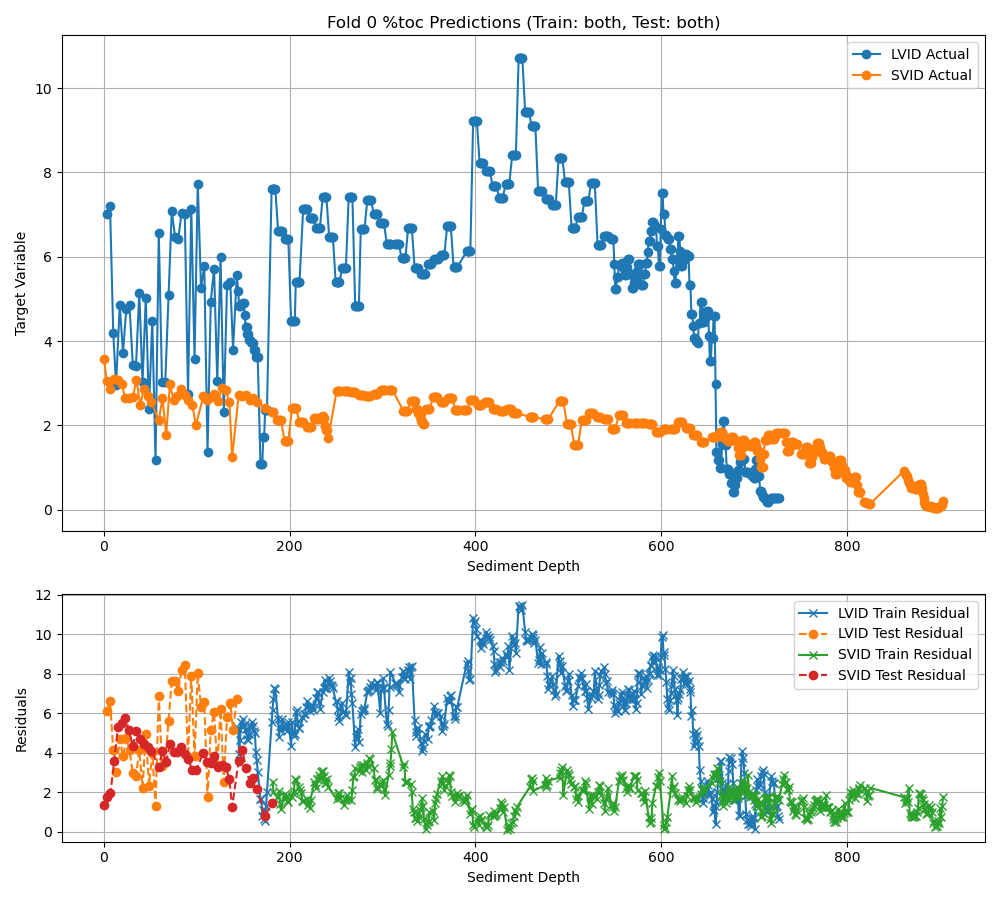 Fold 0 %toc Predictions (Train: both, Test: both)
LVID Actual
SVID Actual
Target Variable
10
8
6
4
2
0
0 200 400 600 800
Sediment Depth
LVID Train Residual
LVID Test Residual
SVID Train Residual
SVID Test Residual
Residuals
12
10
8
6
4
2
0
0 200 400 600 800
Sediment Depth